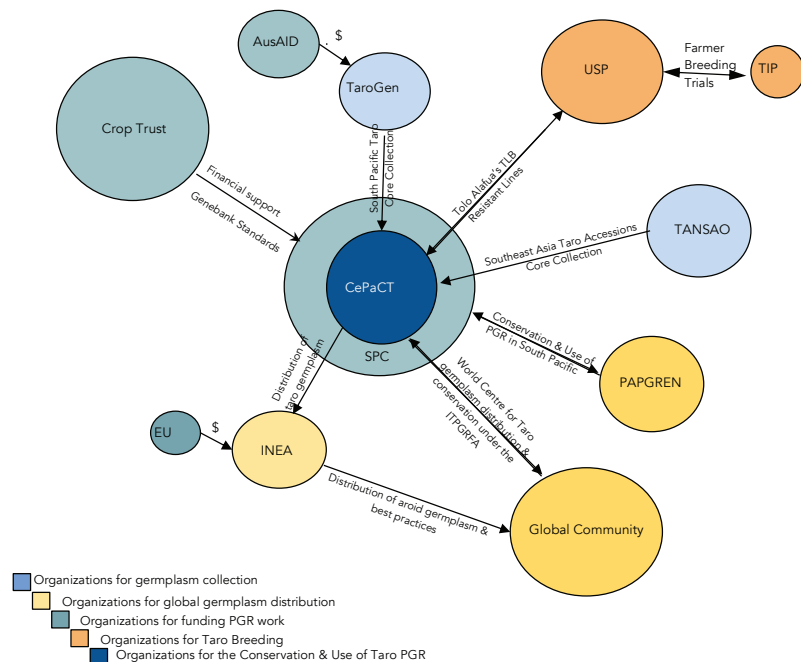 AusAID
. $
TaroGen
USP
Farmer
Breeding
Trials
TIP
Crop Trust
Financial support
Genebank Standards
South Pacific Taro
Core Collection
Tolo Alafua's TLB
Resistant Lines
TANSAO
Southeast Asia Taro Accessions
Core Collection
CePaCT
SPC
Conservation & Use of
PGR in South Pacific
PAPGREN
Distribution of
taro germplasm
World Centre for Taro
germplasm distribution &
conservation under the
ITPGRFA
EU
$
INEA
Distribution of aroid germplasm &
best practices
Global Community
Organizations for germplasm collection
Organizations for global germplasm distribution
Organizations for funding PGR work
Organizations for Taro Breeding
Organizations for the Conservation & Use of Taro PGR